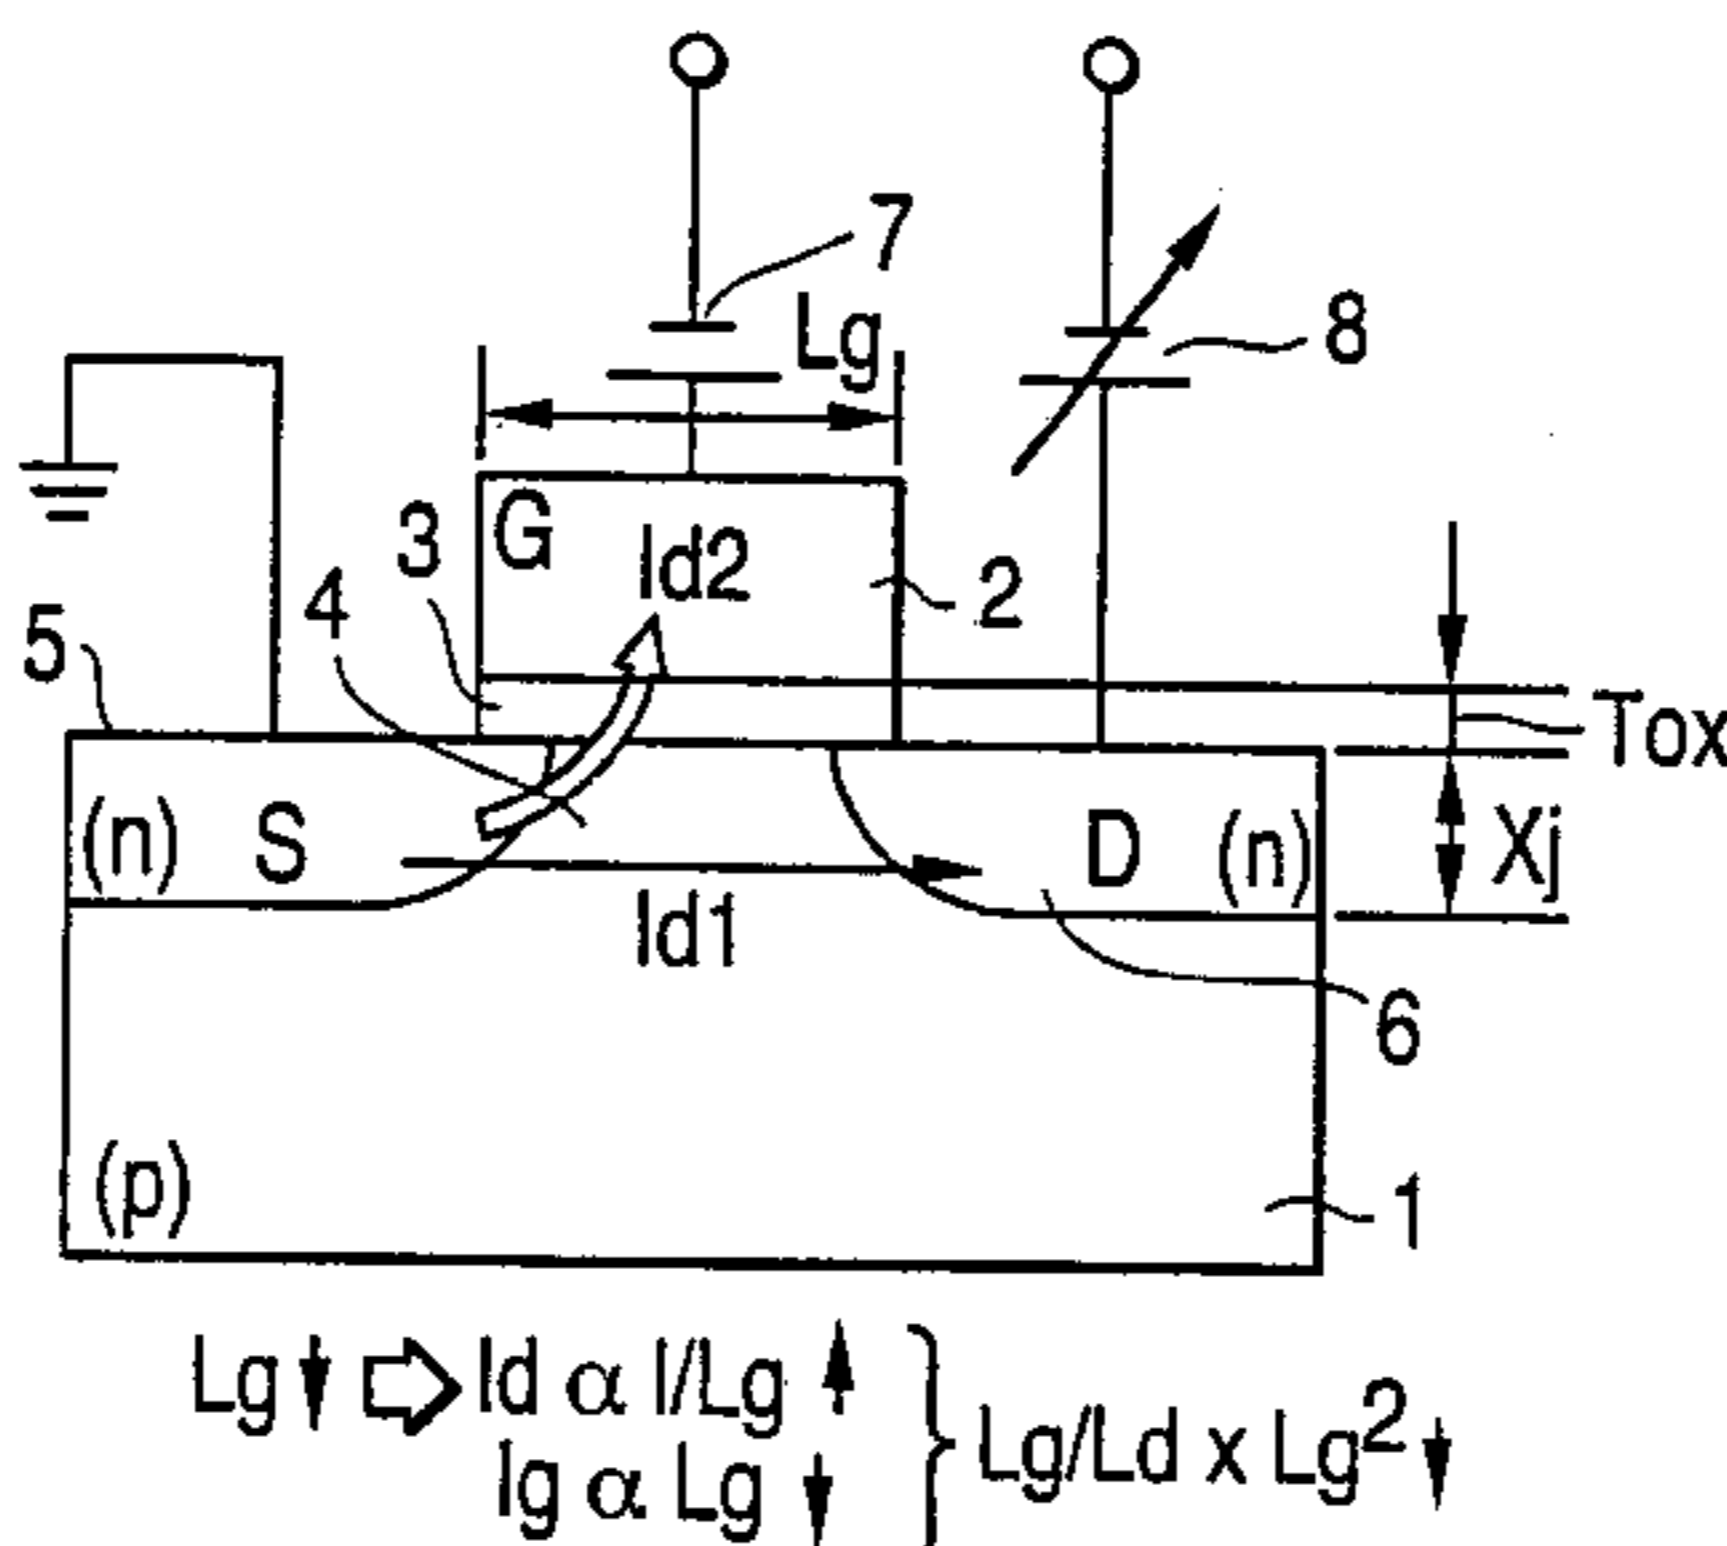 7
Lg
8
3
G
Id2
2
4
5
Tox
(n)
S
D
(n)
Xj
Id1
6
(p)
1
Lg ⇨ Id α I/Lg
Ig α Lg
} Lg/Ld x Lg²